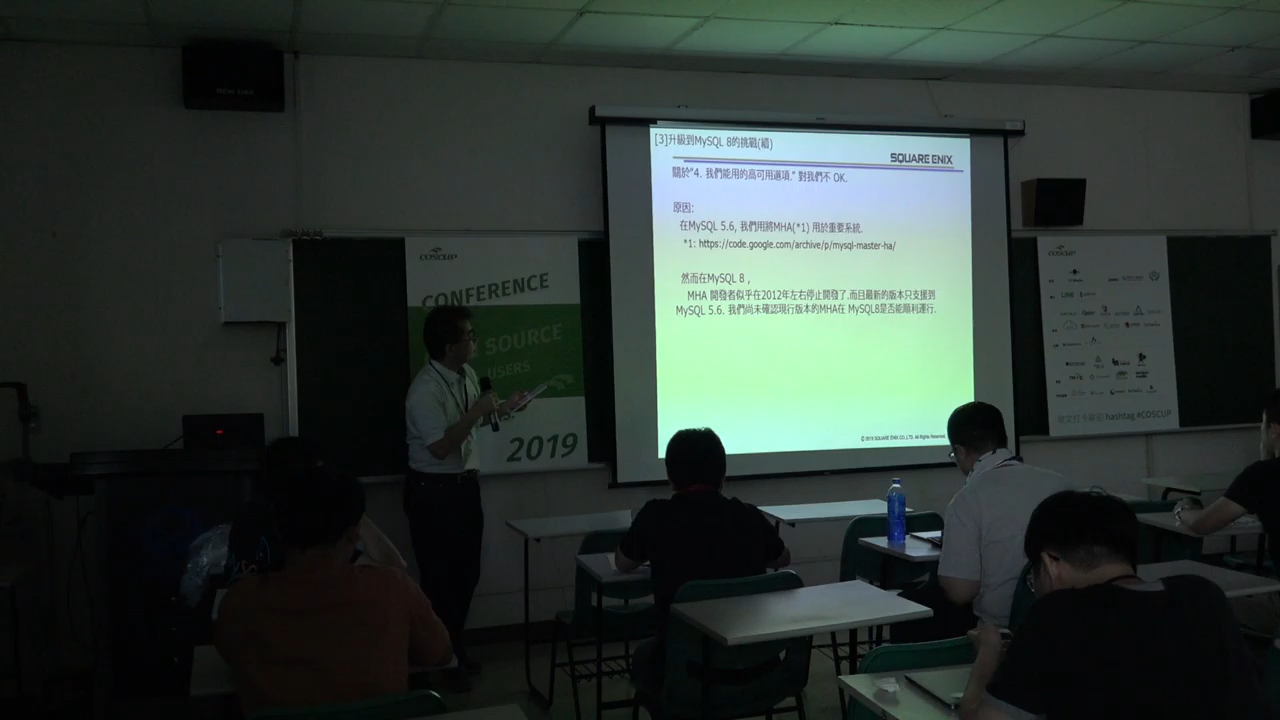 [3]升級到MySQL 8的挑戰(續)
SQUARE ENIX
關於"4. 我們能用的高可用選項." 對我們不 OK.
原因:
在MySQL 5.6, 我們用將MHA(*1) 用於重要系統.
*1: https://code.google.com/archive/p/mysql-master-ha/
然而在MySQL 8 ,
MHA 開發者似乎在2012年左右停止開發了.而且最新的版本只支援到
MySQL 5.6. 我們尚未確認現行版本的MHA在 MySQL8是否能順利運行.
© 2019 SQUARE ENIX CO.,LTD. All Rights Reserved.
COSCUP
CONFERENCE
SOURCE
USERS
2019
COSCUP
LINE
hashtag #COSCUP